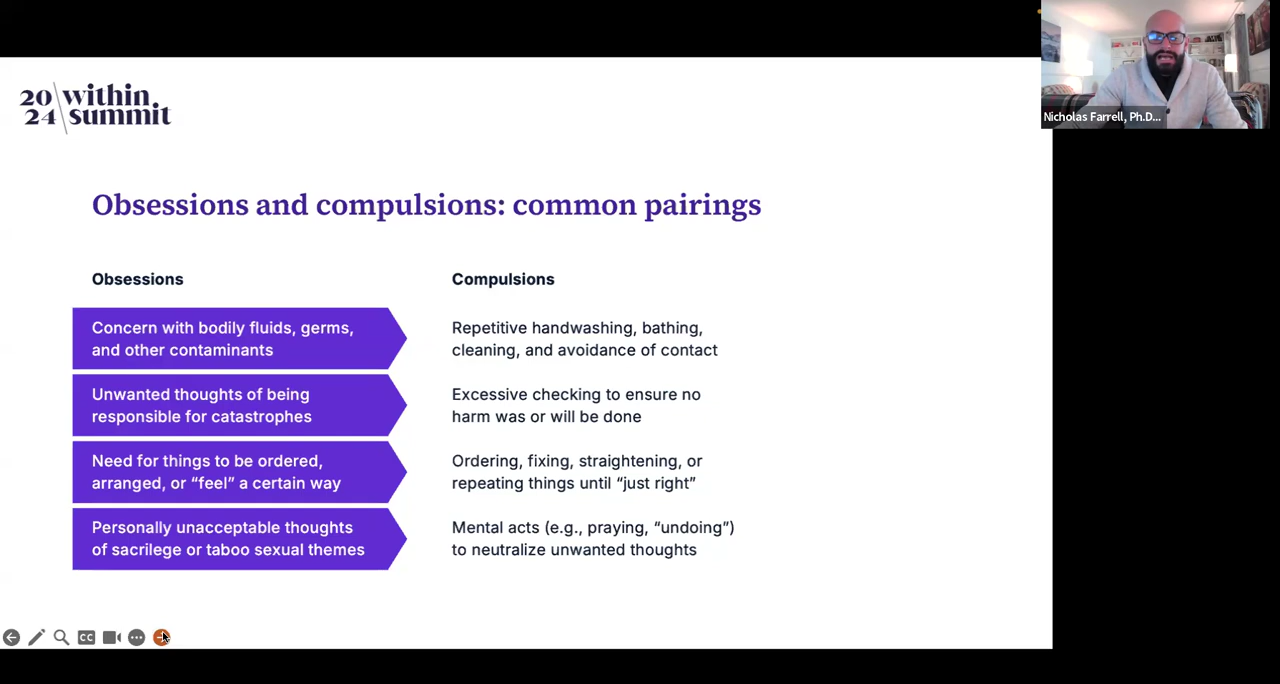 20 within
24 summit
Nicholas Farrell, Ph.D...
Obsessions and compulsions: common pairings
Obsessions
Compulsions
Concern with bodily fluids, germs,
and other contaminants
Repetitive handwashing, bathing,
cleaning, and avoidance of contact
Unwanted thoughts of being
responsible for catastrophes
Excessive checking to ensure no
harm was or will be done
Need for things to be ordered,
arranged, or “feel” a certain way
Ordering, fixing, straightening, or
repeating things until “just right”
Personally unacceptable thoughts
of sacrilege or taboo sexual themes
Mental acts (e.g., praying, “undoing”)
to neutralize unwanted thoughts
CC